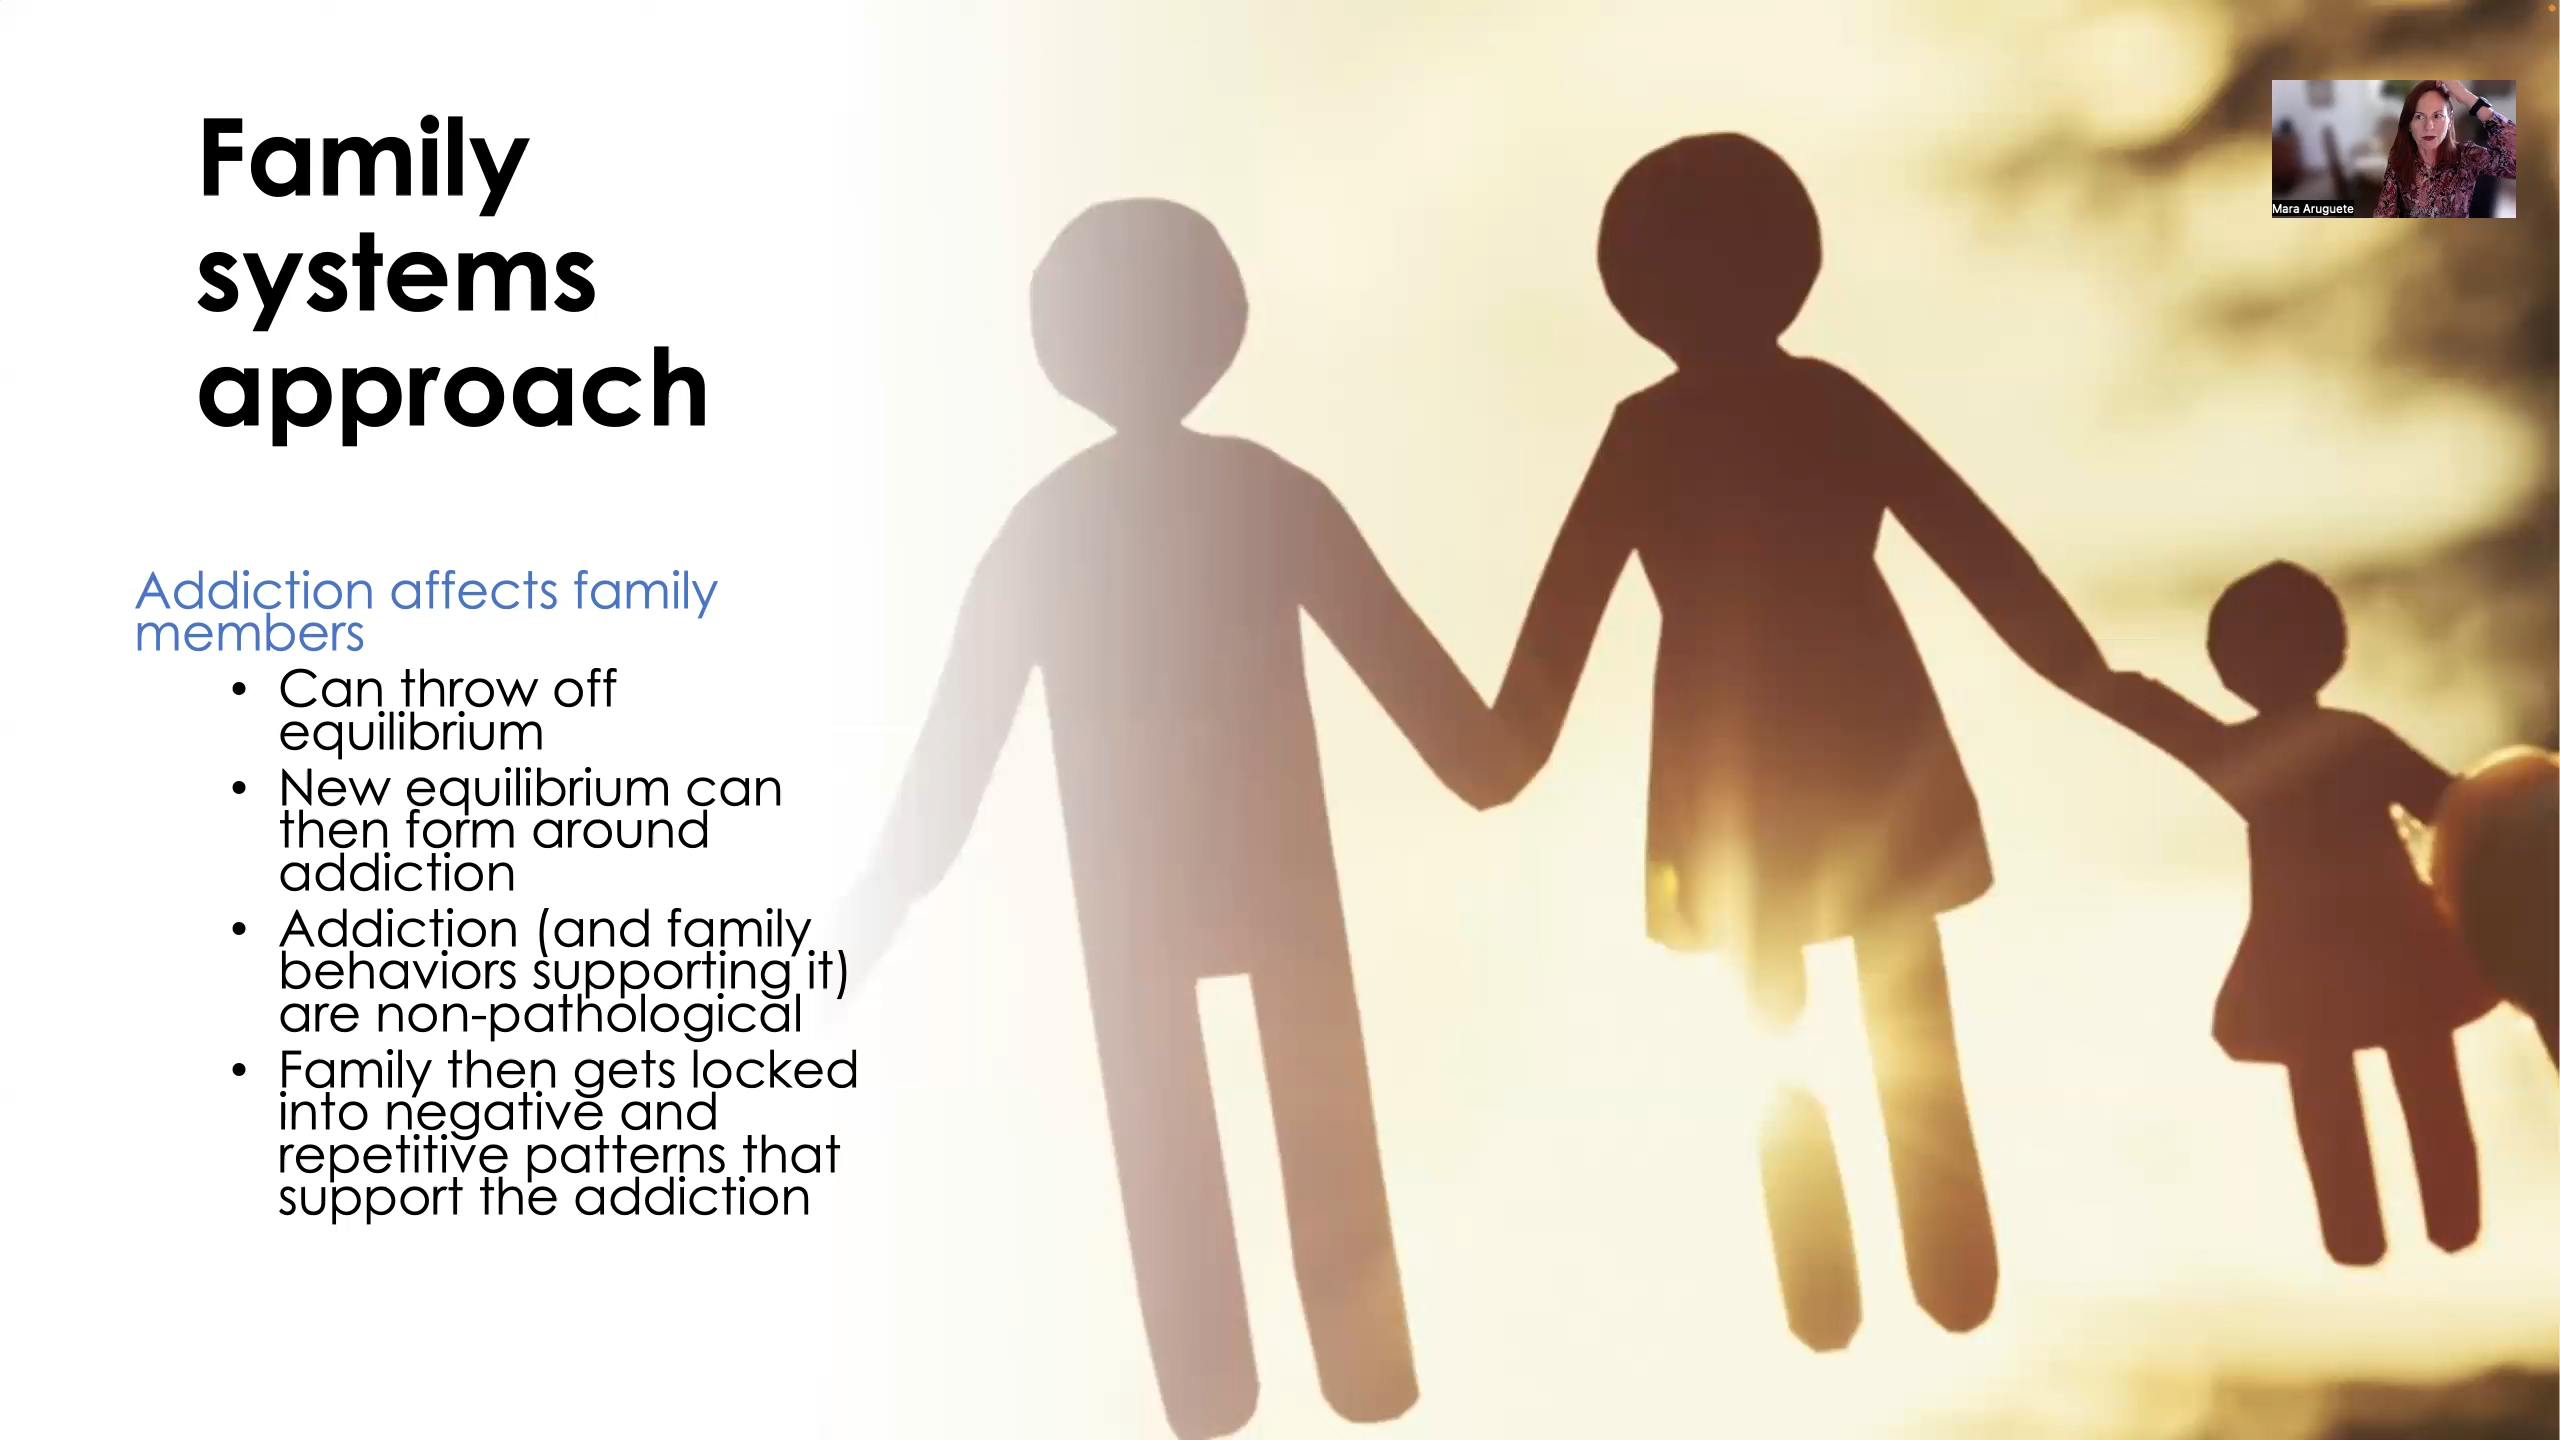 Family
systems
approach
Addiction affects family
members
• Can throw off
equilibrium
• New equilibrium can
then form around
addiction
• Addiction (and family
behaviors supporting it)
are non-pathological
• Family then gets locked
into negative and
repetitive patterns that
support the addiction
Mara Aruguete